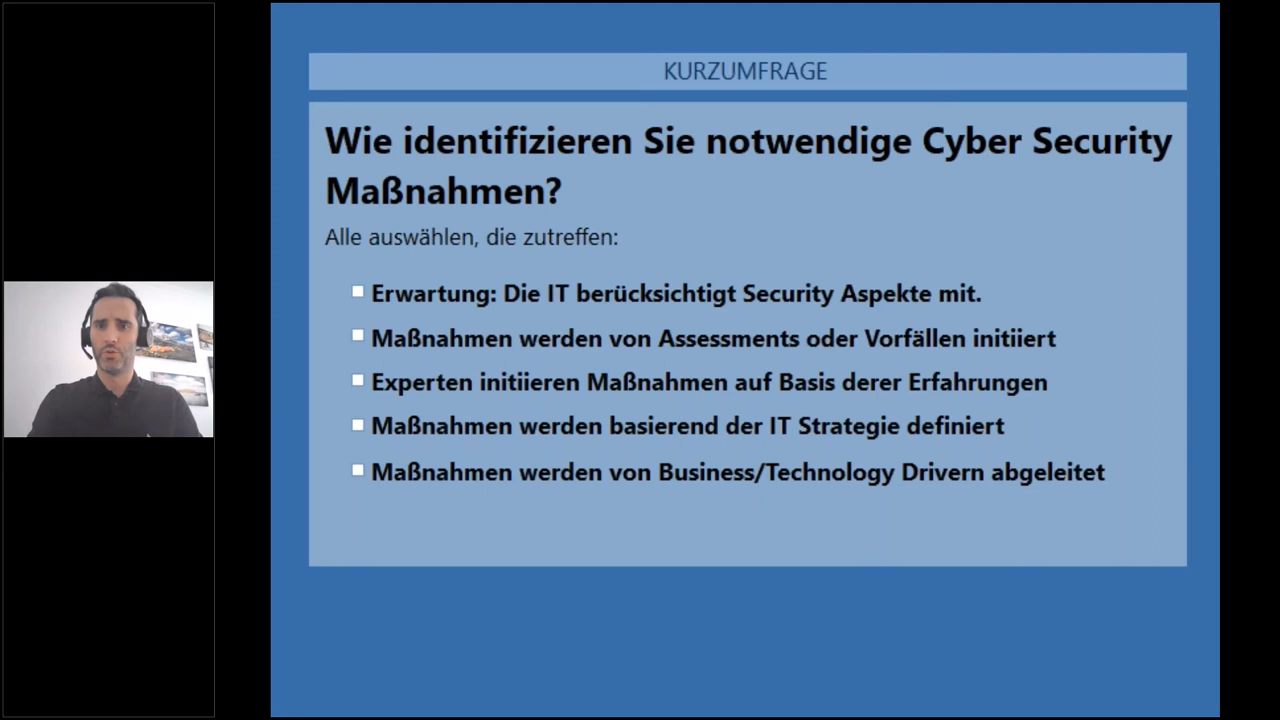 KURZUMFRAGE
Wie identifizieren Sie notwendige Cyber Security
Maßnahmen?
Alle auswählen, die zutreffen:
Erwartung: Die IT berücksichtigt Security Aspekte mit.
Maßnahmen werden von Assessments oder Vorfällen initiiert
Experten initiieren Maßnahmen auf Basis derer Erfahrungen
Maßnahmen werden basierend der IT Strategie definiert
Maßnahmen werden von Business/Technology Drivern abgeleitet